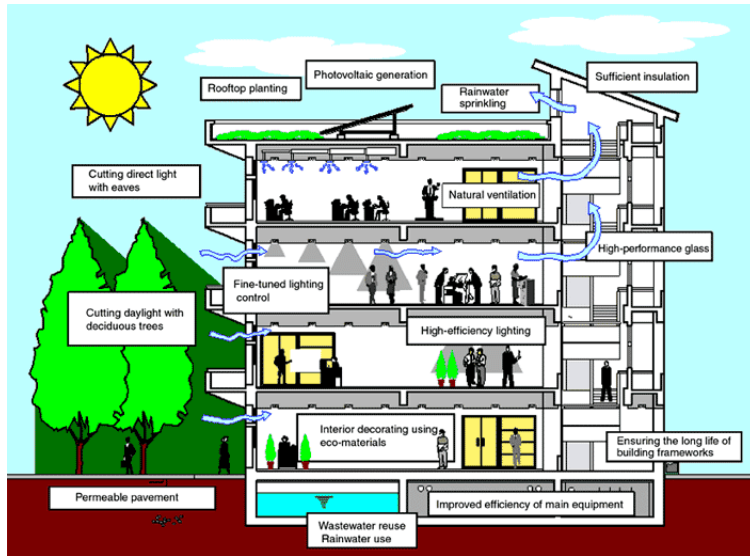 Photovoltaic generation
Sufficient insulation
Rooftop planting
Rainwater
sprinkling
Cutting direct light
with eaves
Natural ventilation
High-performance glass
Fine-tuned lighting
control
Cutting daylight with
deciduous trees
High-efficiency lighting
Interior decorating using
eco-materials
Ensuring the long life of
building frameworks
Permeable pavement
Improved efficiency of main equipment
Wastewater reuse
Rainwater use